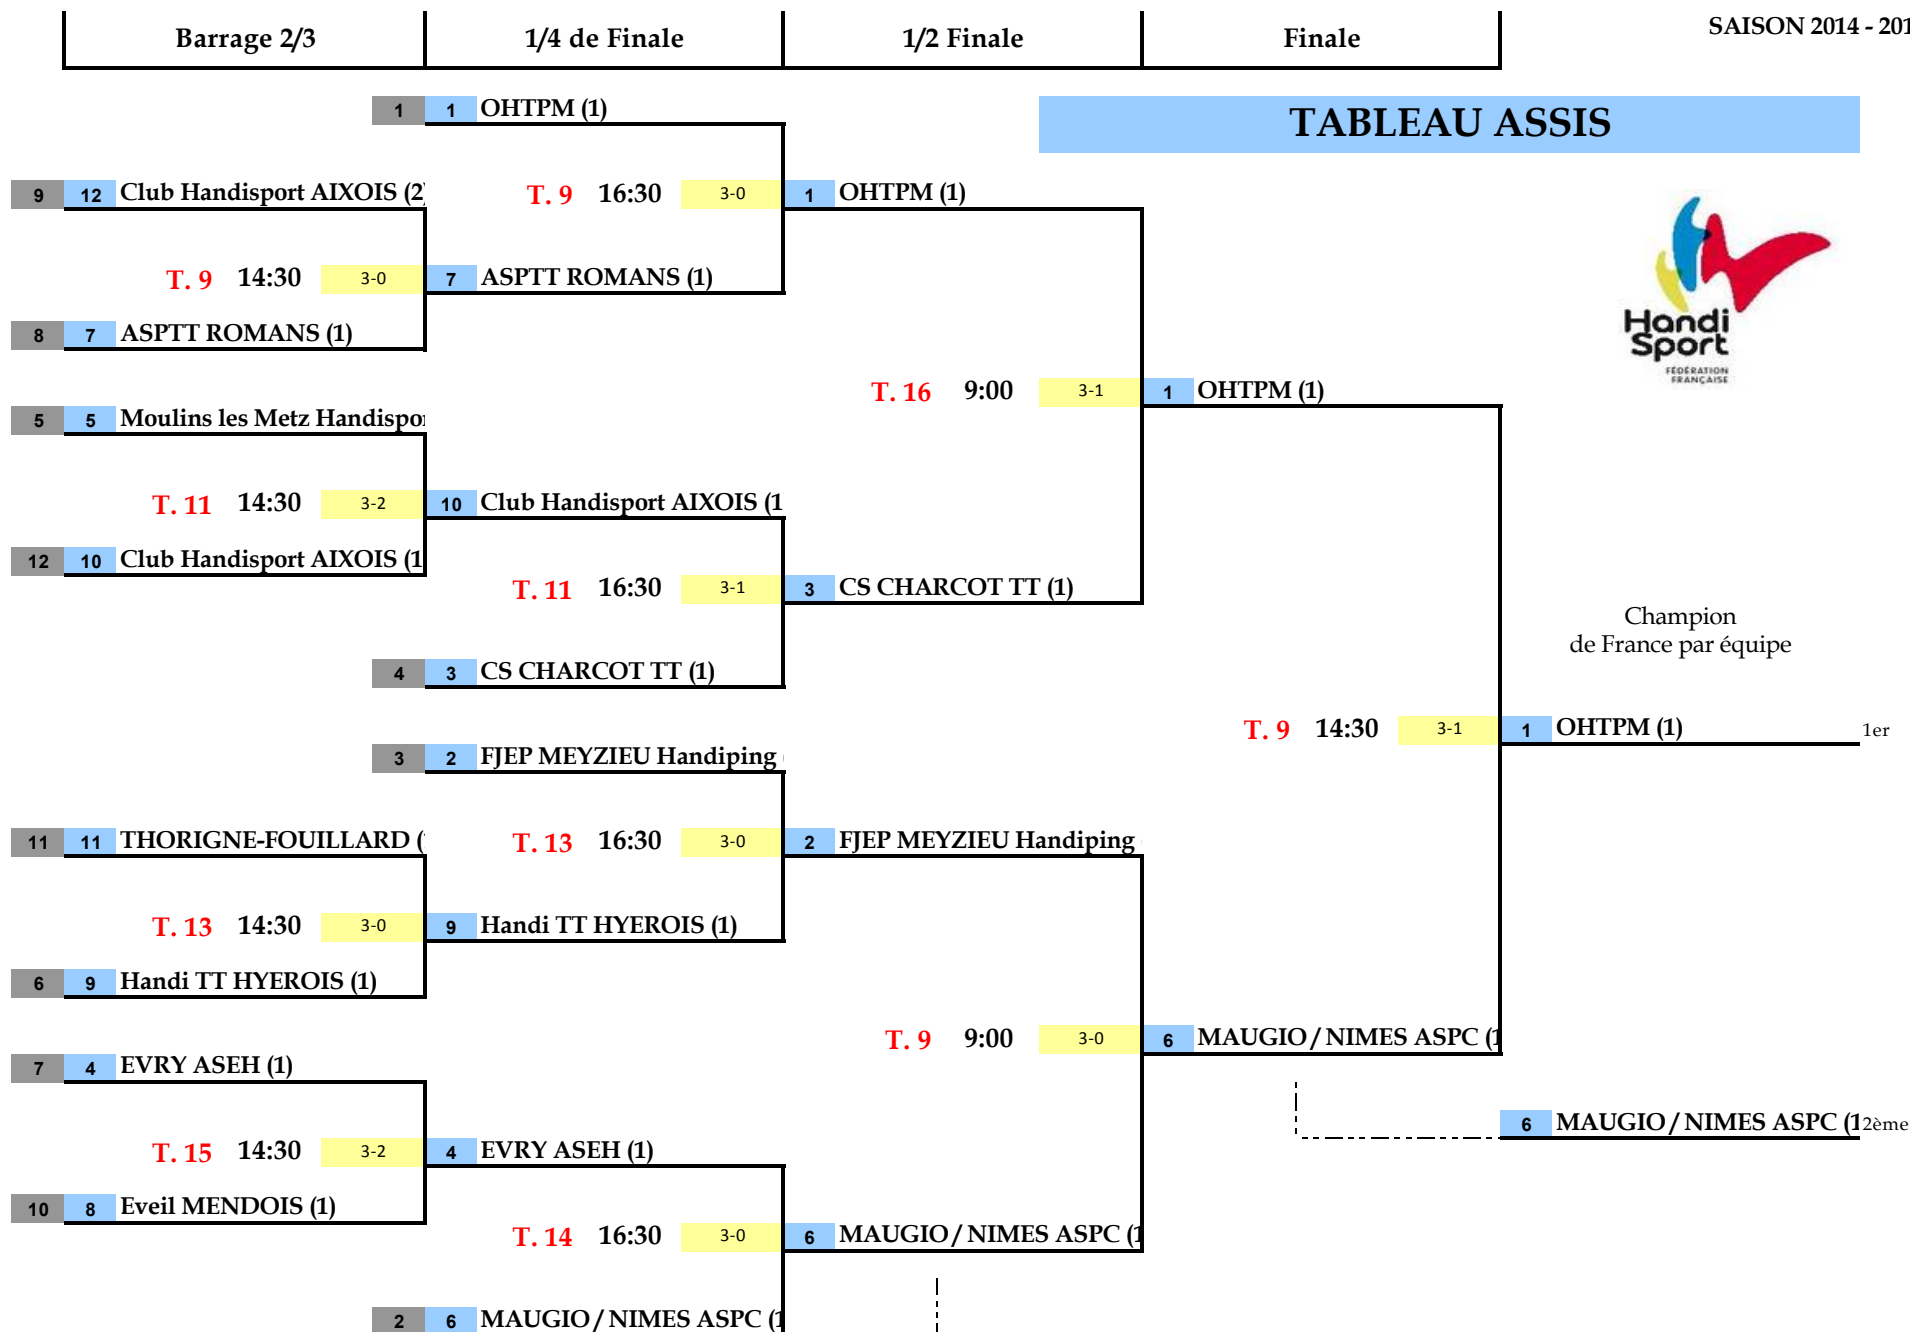 Barrage 2/3 1/4 de Finale 1/2 Finale Finale SAISON 2014 - 201
1 1 OHTPM (1)
TABLEAU ASSIS
9 12 Club Handisport AIXOIS (2) T. 9 16:30 3-0 1 OHTPM (1)
T. 9 14:30 3-0 7 ASPTT ROMANS (1)
8 7 ASPTT ROMANS (1)
Handi
Sport
FÉDÉRATION
FRANÇAISE
T. 16 9:00 3-1 1 OHTPM (1)
5 5 Moulins les Metz Handispor
T. 11 14:30 3-2 10 Club Handisport AIXOIS (1
12 10 Club Handisport AIXOIS (1
T. 11 16:30 3-1 3 CS CHARCOT TT (1)
Champion
de France par équipe
4 3 CS CHARCOT TT (1)
T. 9 14:30 3-1 1 OHTPM (1) 1er
3 2 FJEP MEYZIEU Handiping
11 11 THORIGNE-FOUILLARD ( T. 13 16:30 3-0 2 FJEP MEYZIEU Handiping
T. 13 14:30 3-0 9 Handi TT HYEROIS (1)
6 9 Handi TT HYEROIS (1)
T. 9 9:00 3-0 6 MAUGIO / NIMES ASPC (1
7 4 EVRY ASEH (1)
6 MAUGIO / NIMES ASPC (1 2ème
T. 15 14:30 3-2 4 EVRY ASEH (1)
10 8 Eveil MENDOIS (1)
T. 14 16:30 3-0 6 MAUGIO / NIMES ASPC (1
2 6 MAUGIO / NIMES ASPC (1